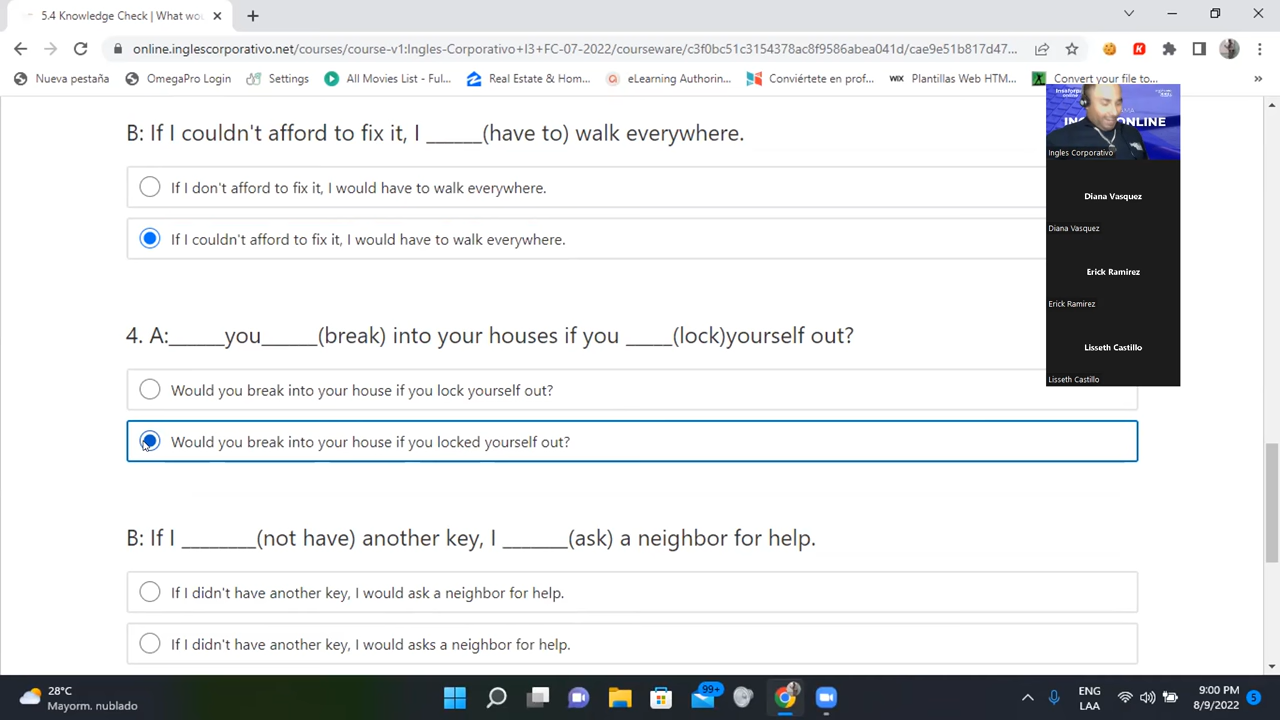 5.4 Knowledge Check | What wou
online.inglescorporativo.net/courses/course-v1:Ingles-Corporativo+I3+FC-07-2022/courseware/c3f0bc51c3154378ac8f9586abea041d/cae9e51b817d47...
Nueva pestaña
OmegaPro Login
Settings
All Movies List - Ful...
Real Estate & Hom...
eLearning Authorin...
Conviértete en prof...
WIX Plantillas Web HTM...
Convert your file to...
»
B: If I couldn't afford to fix it, I ______(have to) walk everywhere.
If I don't afford to fix it, I would have to walk everywhere.
If I couldn't afford to fix it, I would have to walk everywhere.
4. A:______you______(break) into your houses if you _____(lock)yourself out?
Would you break into your house if you lock yourself out?
Would you break into your house if you locked yourself out?
B: If I ________(not have) another key, I _______(ask) a neighbor for help.
If I didn't have another key, I would ask a neighbor for help.
If I didn't have another key, I would asks a neighbor for help.
ONLINE
Ingles Corporativo
Diana Vasquez
Diana Vasquez
Erick Ramirez
Erick Ramirez
Lisseth Castillo
Lisseth Castillo
28°C
Mayorm. nublado
99+
ENG
LAA
9:00 PM
8/9/2022
5